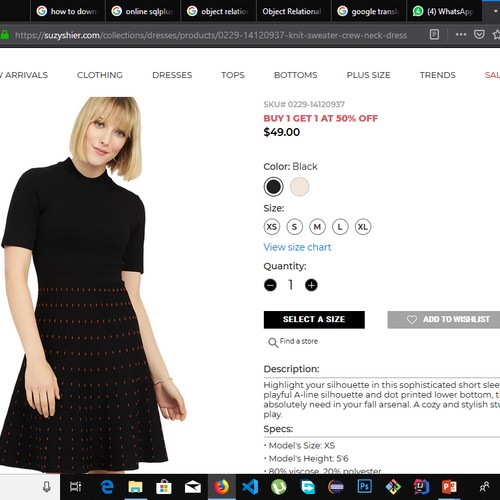 how to down
online sqlplus
object relation
Object Relational
google transla
(4) WhatsApp
https://suzyshier.com/collections/dresses/products/0229-14120937-knit-sweater-crew-neck-dress
W ARRIVALS CLOTHING DRESSES TOPS BOTTOMS PLUS SIZE TRENDS SAL
SKU# 0229-14120937
BUY 1 GET 1 AT 50% OFF
$49.00
Color: Black
Size:
XS S M L XL
View size chart
Quantity:
1
SELECT A SIZE ADD TO WISHLIST
Find a store
Description:
Highlight your silhouette in this sophisticated short slee
playful A-line silhouette and dot printed lower bottom, t
absolutely need in your fall arsenal. A cozy and stylish st
play.
Specs:
• Model's Size: XS
• Model's Height: 5'6
• 80% viscose, 20% polyester